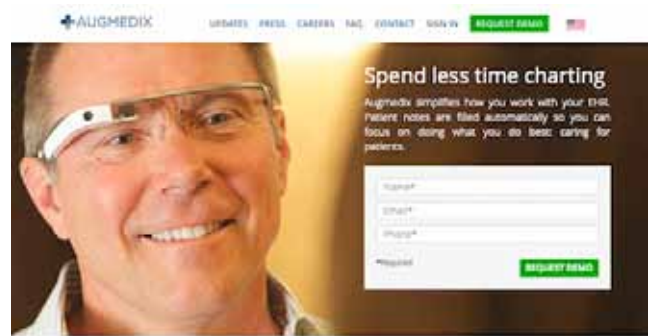 AUGMEDIX
UPDATES PRESS CAREERS FAQ CONTACT SIGN IN REQUEST DEMO
Spend less time charting
Augmedix simplifies how you work with your EHR.
Patient notes are filled automatically so you can
focus on doing what you do best: caring for
patients.
Name*
Email*
Phone*
*Required
REQUEST DEMO